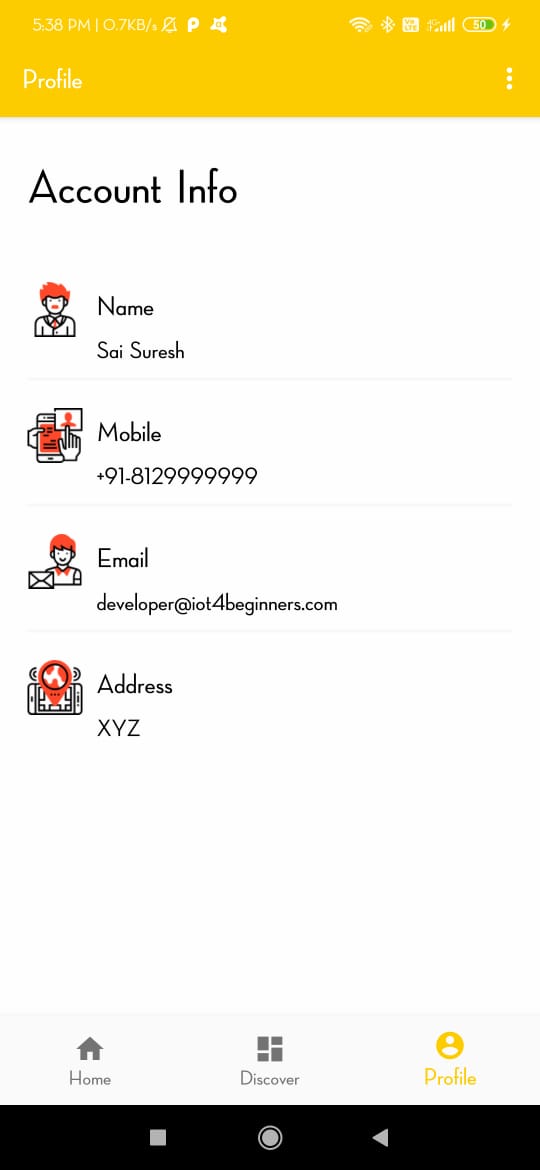 5:38 PM | 0.7KB/s
50
Profile
Account Info
Name
Sai Suresh
Mobile
+91-8129999999
Email
developer@iot4beginners.com
Address
XYZ
Home
Discover
Profile